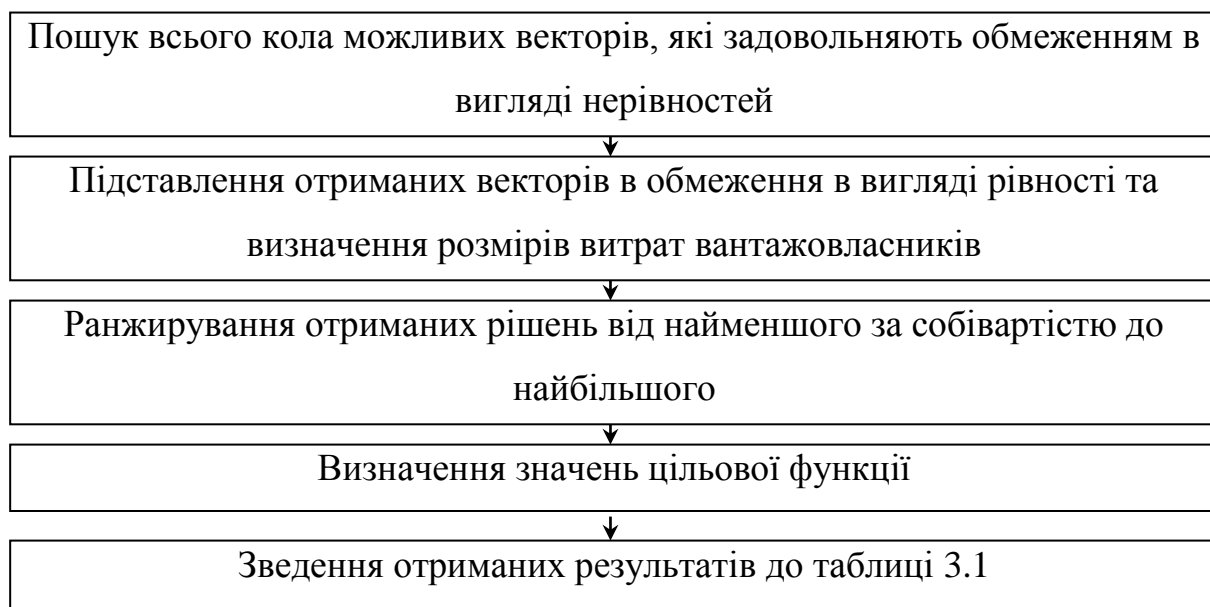 Пошук всього кола можливих векторів, які задовольняють обмеженням в
вигляді нерівностей
Підставлення отриманих векторів в обмеження в вигляді рівності та
визначення розмірів витрат вантажовласників
Ранжирування отриманих рішень від найменшого за собівартістю до
найбільшого
Визначення значень цільової функції
Зведення отриманих результатів до таблиці 3.1